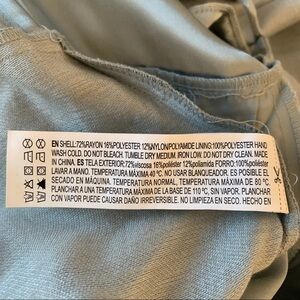 EN SHELL:72%RAYON 16%POLYESTER 12%NYLON/POLYAMIDE LINING:100%POLYESTER HAND
WASH COLD. DO NOT BLEACH. TUMBLE DRY MEDIUM. IRON LOW. DO NOT DRY CLEAN. MADE
IN CHINA. ES TELA EXTERIOR:72%viscosa 16%poliéster 12%poliamida FORRO:100%poliéster
LAVAR A MANO. TEMPERATURA MÁXIMA 40 °C. NO USAR BLANQUEADOR. ES POSIBLE EL
SECADO EN MÁQUINA. TEMPERATURA NORMAL, TEMPERATURA MÁXIMA DE 80 °C.
PLANCHAR A UNA TEMPERATURA MÁXIMA DE LA BASE DE 110 °C, SIN VAPOR. PLANCHAR
CON VAPOR PUEDE CAUSAR DAÑO IRREVERSIBLE. NO LIMPIEZA EN SECO. HECHO EN